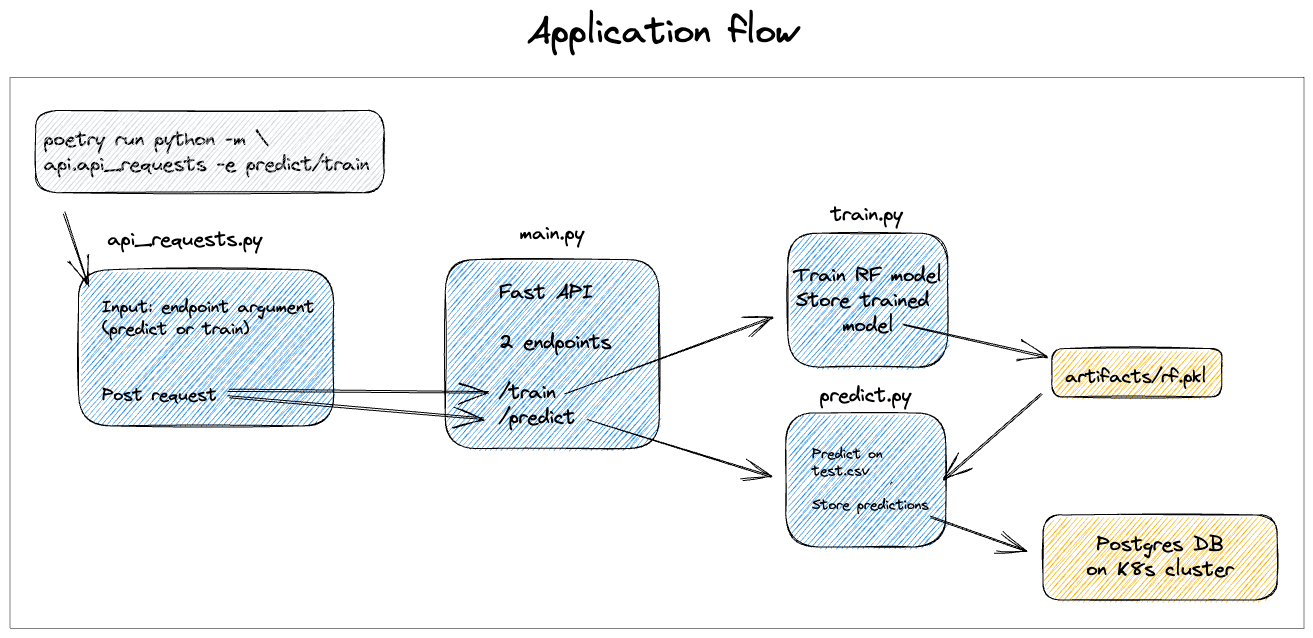 Application flow
poetry run python -m \
api.api_requests -e predict/train
api_requests.py
Input: endpoint argument
(predict or train)
Post request
main.py
Fast API
2 endpoints
/train
/predict
train.py
Train RF model
Store trained
model
artifacts/rf.pkl
predict.py
Predict on
test.csv
Store predictions
Postgres DB
on K8s cluster